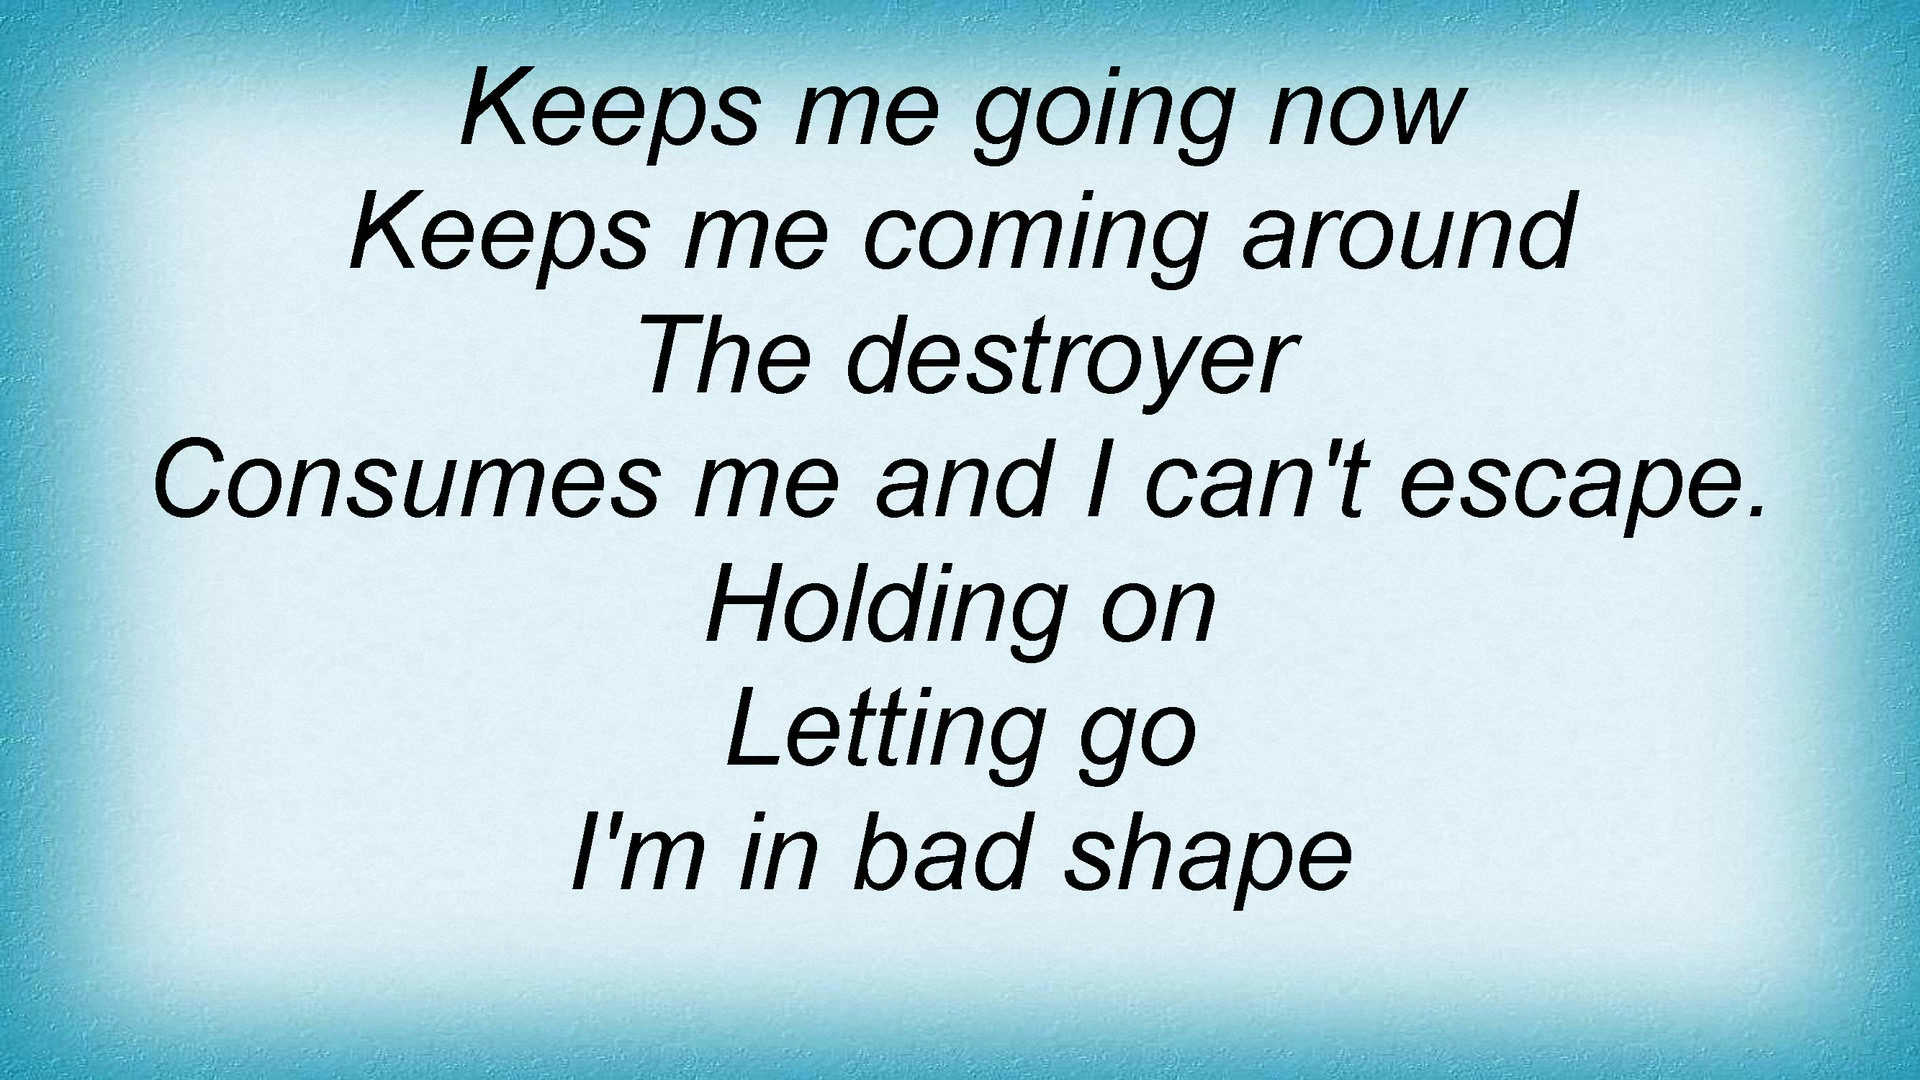 Keeps me going now
Keeps me coming around
The destroyer
Consumes me and I can't escape.
Holding on
Letting go
I'm in bad shape